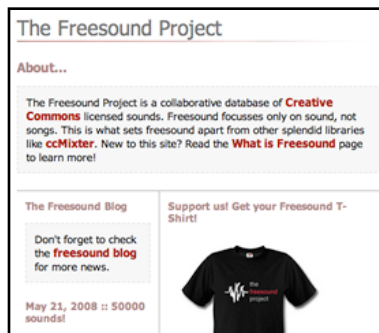 The Freesound Project
About...
The Freesound Project is a collaborative database of Creative
Commons licensed sounds. Freesound focusses only on sound, not
songs. This is what sets freesound apart from other splendid libraries
like ccMixter. New to this site? Read the What is Freesound page
to learn more!
The Freesound Blog
Don't forget to check
the freesound blog
for more news.
May 21, 2008 :: 50000
sounds!
Support us! Get your Freesound T-
Shirt!
the
freesound
project